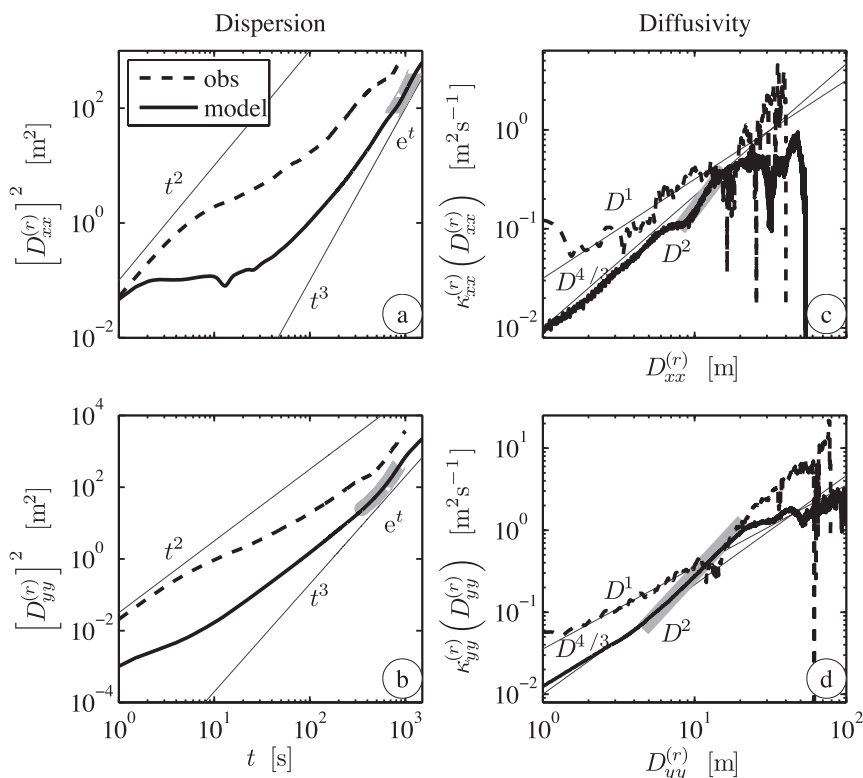 Dispersion
Diffusivity
obs
model
t^2
t^3
e^t
10^2
10^0
10^{-2}
[D_{xx}^{(r)}]^2 [m^2]
a
D^1
D^{4/3}
D^2
10^0
10^{-1}
10^{-2}
κ_{xx}^{(r)} (D_{xx}^{(r)}) [m^2s^{-1}]
D_{xx}^{(r)} [m]
c
10^4
10^2
10^0
10^{-2}
10^{-4}
[D_{yy}^{(r)}]^2 [m^2]
t^2
t^3
e^t
b
10^0 10^1 10^2 10^3
t [s]
10^1
10^0
10^{-1}
10^{-2}
κ_{yy}^{(r)} (D_{yy}^{(r)}) [m^2s^{-1}]
D^1
D^{4/3}
D^2
d
10^0 10^1 10^2
D_{yy}^{(r)} [m]